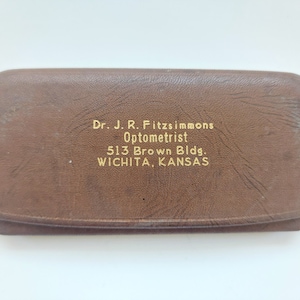 Dr. J. R. Fitzsimmons
Optometrist
513 Brown Bldg.
WICHITA, KANSAS